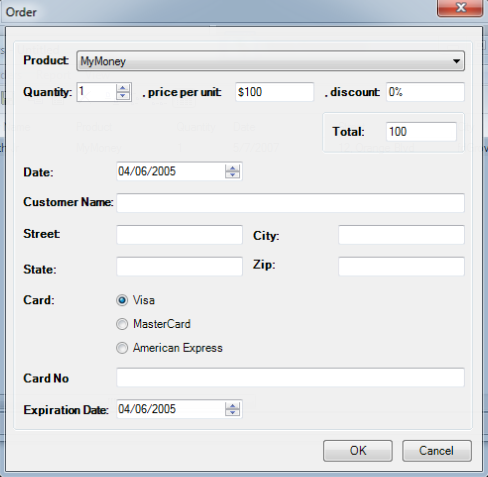 Order
Product: MyMoney
Quantity: 1 , price per unit: $100 , discount: 0%
Total: 100
Date: 04/06/2005
Customer Name:
Street: City:
State: Zip:
Card: Visa
MasterCard
American Express
Card No
Expiration Date: 04/06/2005
OK Cancel